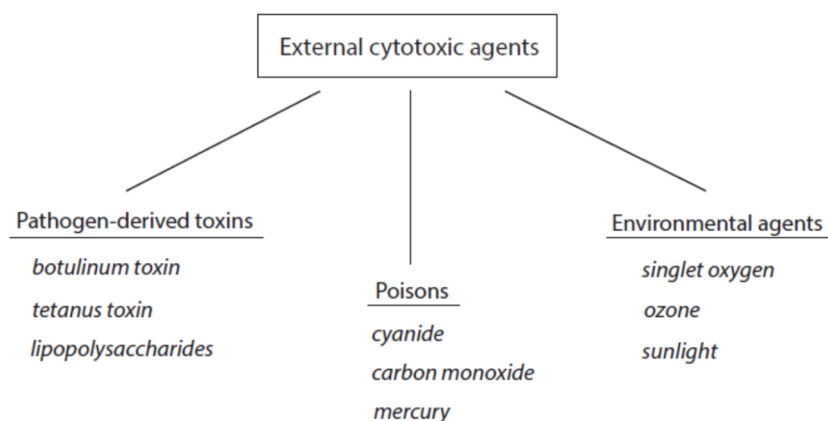 External cytotoxic agents
Pathogen-derived toxins
botulinum toxin
tetanus toxin
lipopolysaccharides
Poisons
cyanide
carbon monoxide
mercury
Environmental agents
singlet oxygen
ozone
sunlight